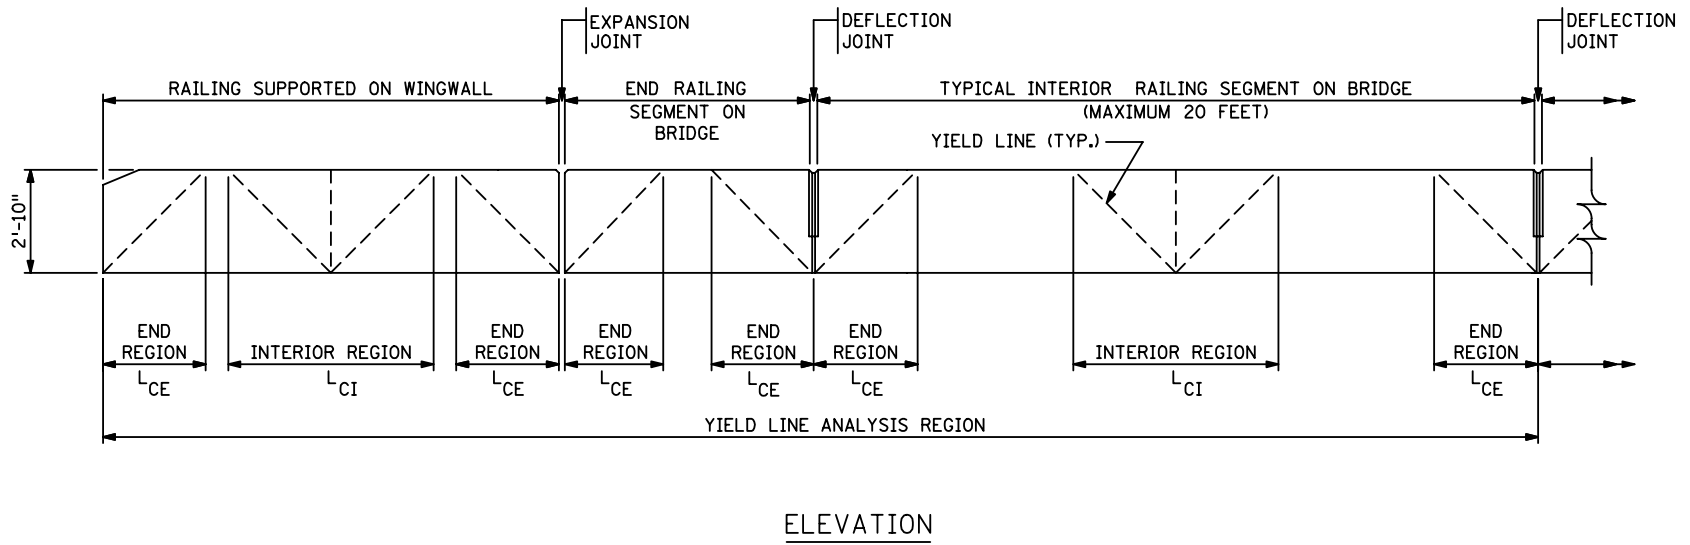 EXPANSION
JOINT
DEFLECTION
JOINT
DEFLECTION
JOINT
RAILING SUPPORTED ON WINGWALL
END RAILING
SEGMENT ON
BRIDGE
TYPICAL INTERIOR RAILING SEGMENT ON BRIDGE
(MAXIMUM 20 FEET)
YIELD LINE (TYP.)
2'-10"
END
REGION
LCE
INTERIOR REGION
LCI
END
REGION
LCE
END
REGION
LCE
END
REGION
LCE
END
REGION
LCE
INTERIOR REGION
LCI
END
REGION
LCE
YIELD LINE ANALYSIS REGION
ELEVATION